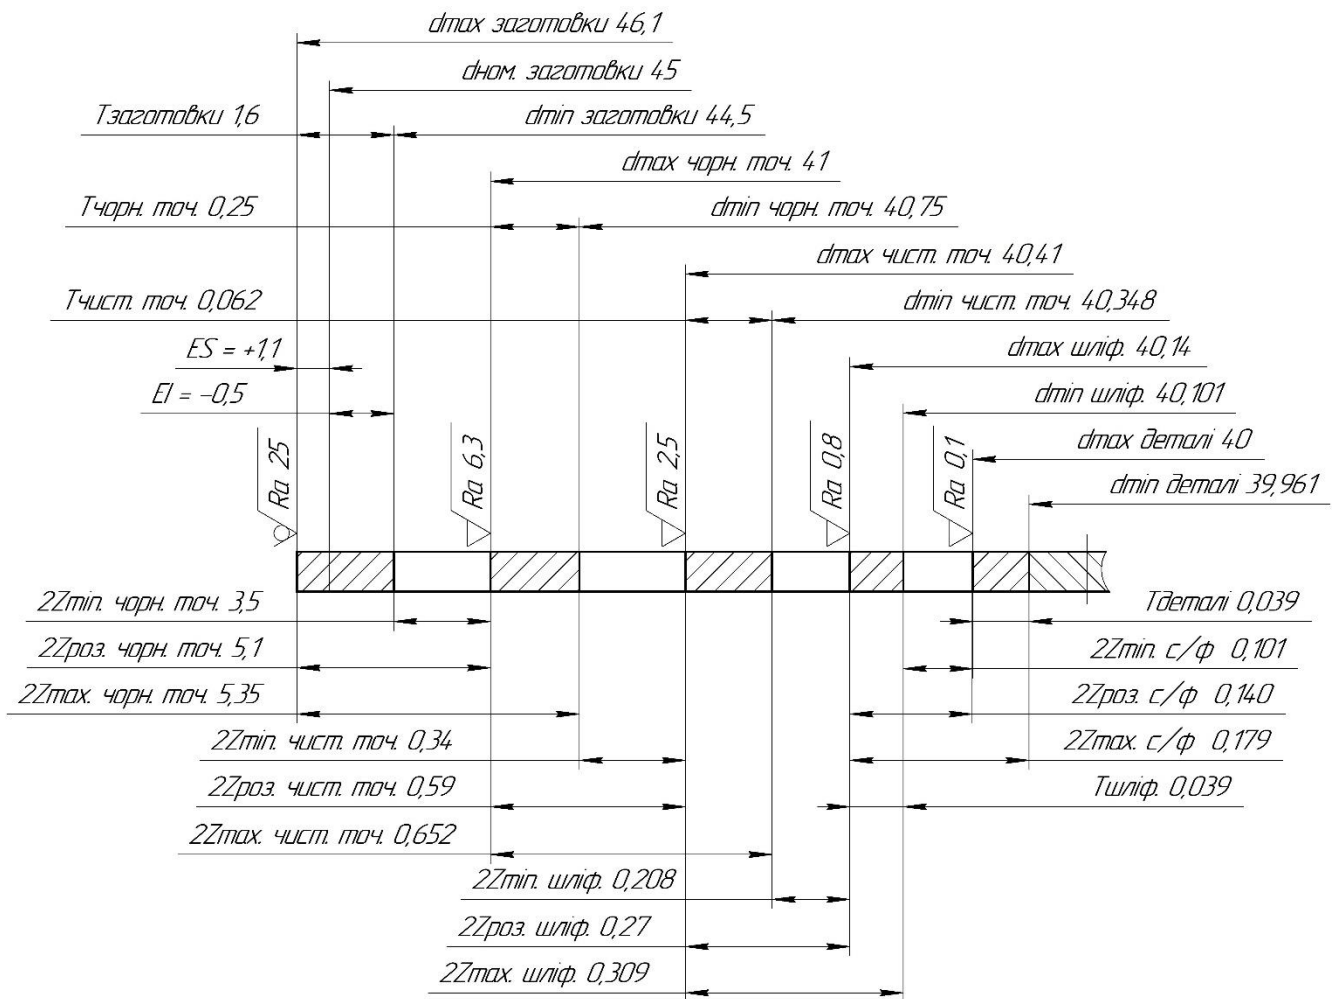 dmax заготовки 46,1
dном. заготовки 45
Тзаготовки 1,6
dmin заготовки 44,5
dmax чорн. точ. 41
Тчорн. точ. 0,25
dmin чорн. точ. 40,75
dmax чист. точ. 40,41
Тчист. точ. 0,062
dmin чист. точ. 40,348
ES = +1,1
dmax шліф. 40,14
EI = –0,5
dmin шліф. 40,101
dmax деталі 40
dmin деталі 39,961
Ra 25
Ra 6,3
Ra 2,5
Ra 0,8
Ra 0,1
2Zmin. чорн. точ. 3,5
Тдеталі 0,039
2Zроз. чорн. точ. 5,1
2Zmin. с/ф 0,101
2Zmax. чорн. точ. 5,35
2Zроз. с/ф 0,140
2Zmin. чист. точ. 0,34
2Zmax. с/ф 0,179
2Zроз. чист. точ. 0,59
Тшліф. 0,039
2Zmax. чист. точ. 0,652
2Zmin. шліф. 0,208
2Zроз. шліф. 0,27
2Zmax. шліф. 0,309